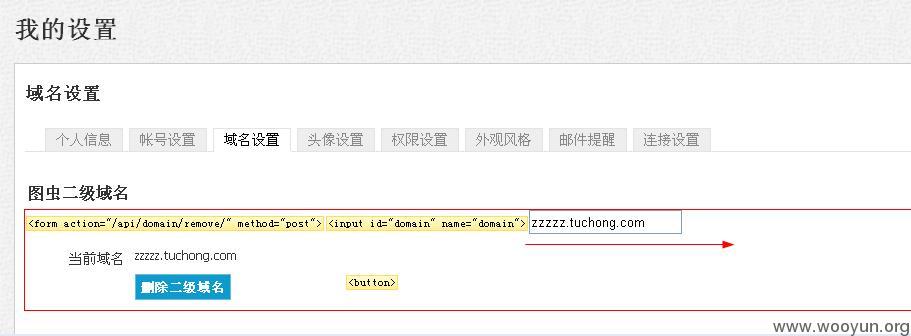 我的设置
域名设置
个人信息 帐号设置 域名设置 头像设置 权限设置 外观风格 邮件提醒 连接设置
图虫二级域名
<form action="/api/domain/remove/" method="post"> <input id="domain" name="domain"> zzzzz.tuchong.com
当前域名 zzzzz.tuchong.com
删除二级域名 <button>
www.wooyun.org